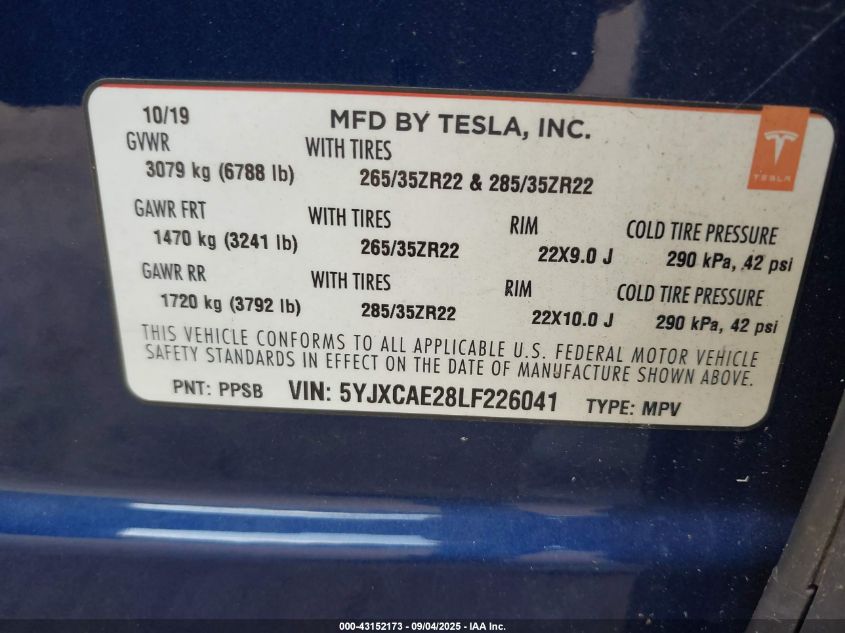 10/19 MFD BY TESLA, INC.
TESLA
GVWR WITH TIRES
3079 kg (6788 lb) 265/35ZR22 & 285/35ZR22
GAWR FRT WITH TIRES RIM COLD TIRE PRESSURE
1470 kg (3241 lb) 265/35ZR22 22X9.0 J 290 kPa, 42 psi
GAWR RR WITH TIRES RIM COLD TIRE PRESSURE
1720 kg (3792 lb) 285/35ZR22 22X10.0 J 290 kPa, 42 psi
THIS VEHICLE CONFORMS TO ALL APPLICABLE U.S. FEDERAL MOTOR VEHICLE
SAFETY STANDARDS IN EFFECT ON THE DATE OF MANUFACTURE SHOWN ABOVE.
PNT: PPSB VIN: 5YJXCAE28LF226041 TYPE: MPV
000-43152173 - 09/04/2025 - IAA Inc.